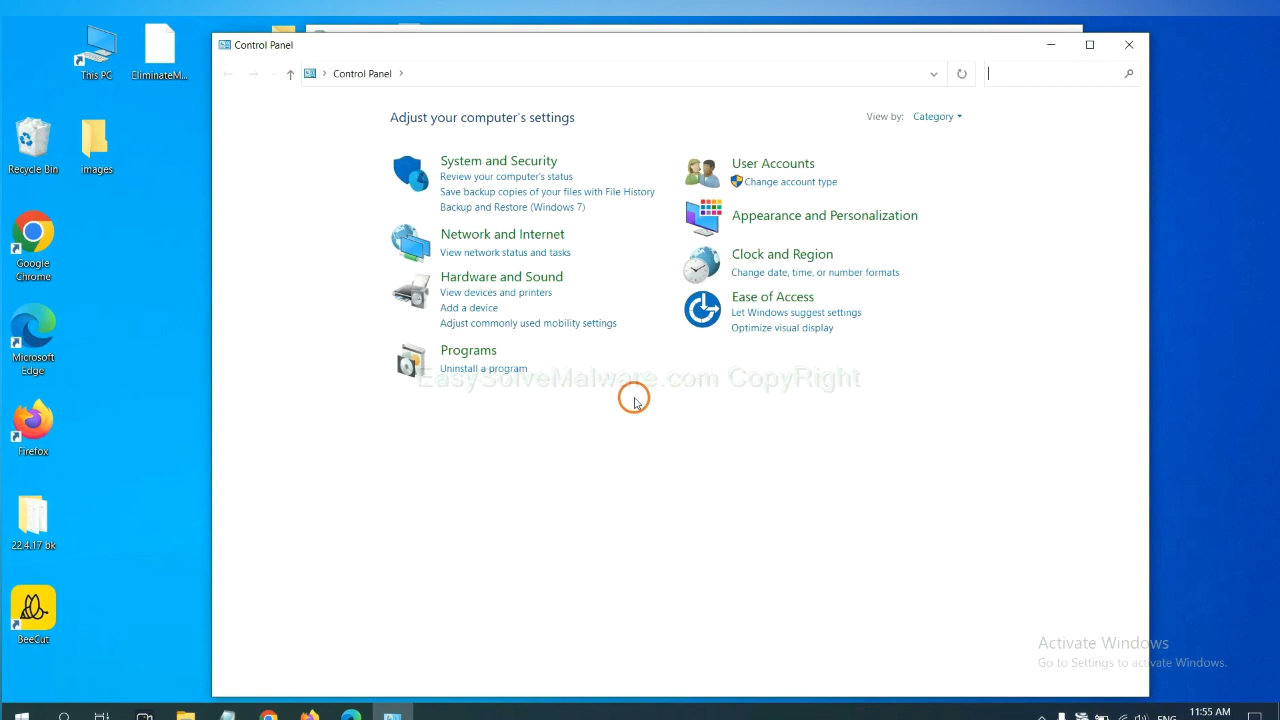 This PC
EliminateM...
Recycle Bin
images
Google
Chrome
Microsoft
Edge
Firefox
22.4.17 bk
BeeCut
Control Panel
Control Panel
Adjust your computer's settings
View by: Category
System and Security
Review your computer's status
Save backup copies of your files with File History
Backup and Restore (Windows 7)
Network and Internet
View network status and tasks
Hardware and Sound
View devices and printers
Add a device
Adjust commonly used mobility settings
Programs
Uninstall a program
User Accounts
Change account type
Appearance and Personalization
Clock and Region
Change date, time, or number formats
Ease of Access
Let Windows suggest settings
Optimize visual display
EasySolveMalware.com CopyRight
Activate Windows
Go to Settings to activate Windows.
ENG
11:55 AM